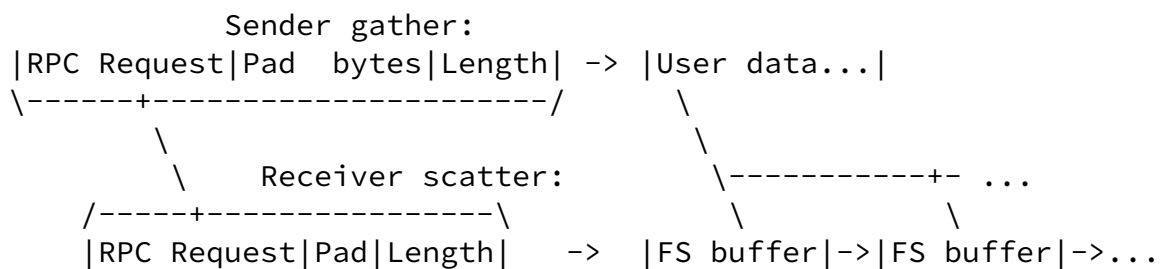 Sender gather:
|RPC Request|Pad  bytes|Length| -> |User data...|
\------+----------------------/       \
        \                              \
         \    Receiver scatter:         \-----------+- ...
    /-----+----------------\             \           \
    |RPC Request|Pad|Length|   ->  |FS buffer|->|FS buffer|->...